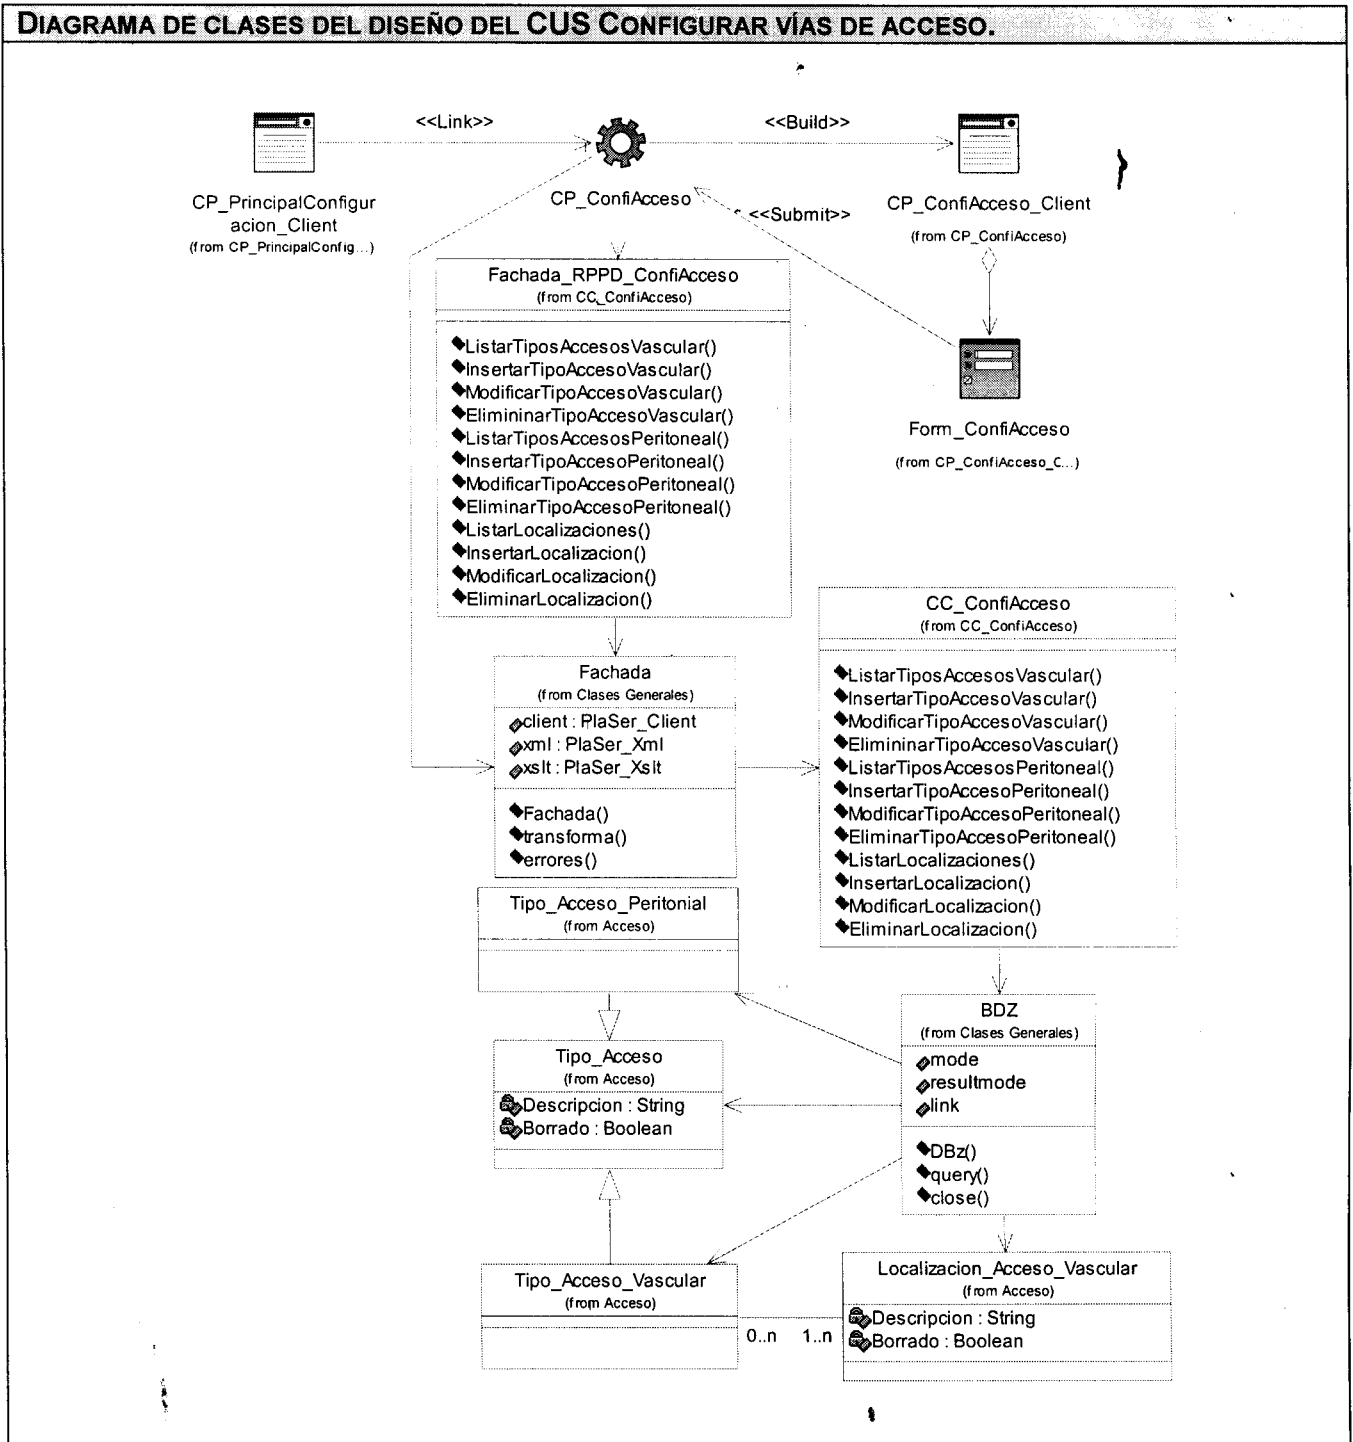 DIAGRAMA DE CLASES DEL DISEÑO DEL CUS CONFIGURAR VÍAS DE ACCESO.
<<Link>>
<<Build>>
CP_PrincipalConfigur
acion_Client
(from CP_PrincipalConfig...)
CP_ConfiAcceso
<<Submit>>
CP_ConfiAcceso_Client
(from CP_ConfiAcceso)
Form_ConfiAcceso
(from CP_ConfiAcceso_C...)
Fachada_RPPD_ConfiAcceso
(from CC_ConfiAcceso)
ListarTiposAccesosVascular()
InsertarTipoAccesoVascular()
ModificarTipoAccesoVascular()
ElimininarTipoAccesoVascular()
ListarTiposAccesosPeritoneal()
InsertarTipoAccesoPeritoneal()
ModificarTipoAccesoPeritoneal()
EliminarTipoAccesoPeritoneal()
ListarLocalizaciones()
InsertarLocalizacion()
ModificarLocalizacion()
EliminarLocalizacion()
Fachada
(from Clases Generales)
client : PlaSer_Client
xml : PlaSer_Xml
xslt : PlaSer_Xslt
Fachada()
transforma()
errores()
CC_ConfiAcceso
(from CC_ConfiAcceso)
ListarTiposAccesosVascular()
InsertarTipoAccesoVascular()
ModificarTipoAccesoVascular()
ElimininarTipoAccesoVascular()
ListarTiposAccesosPeritoneal()
InsertarTipoAccesoPeritoneal()
ModificarTipoAccesoPeritoneal()
EliminarTipoAccesoPeritoneal()
ListarLocalizaciones()
InsertarLocalizacion()
ModificarLocalizacion()
EliminarLocalizacion()
Tipo_Acceso_Peritonial
(from Acceso)
Tipo_Acceso
(from Acceso)
Descripcion : String
Borrado : Boolean
BDZ
(from Clases Generales)
mode
resultmode
link
DBz()
query()
close()
Tipo_Acceso_Vascular
(from Acceso)
0..n
1..n
Localizacion_Acceso_Vascular
(from Acceso)
Descripcion : String
Borrado : Boolean